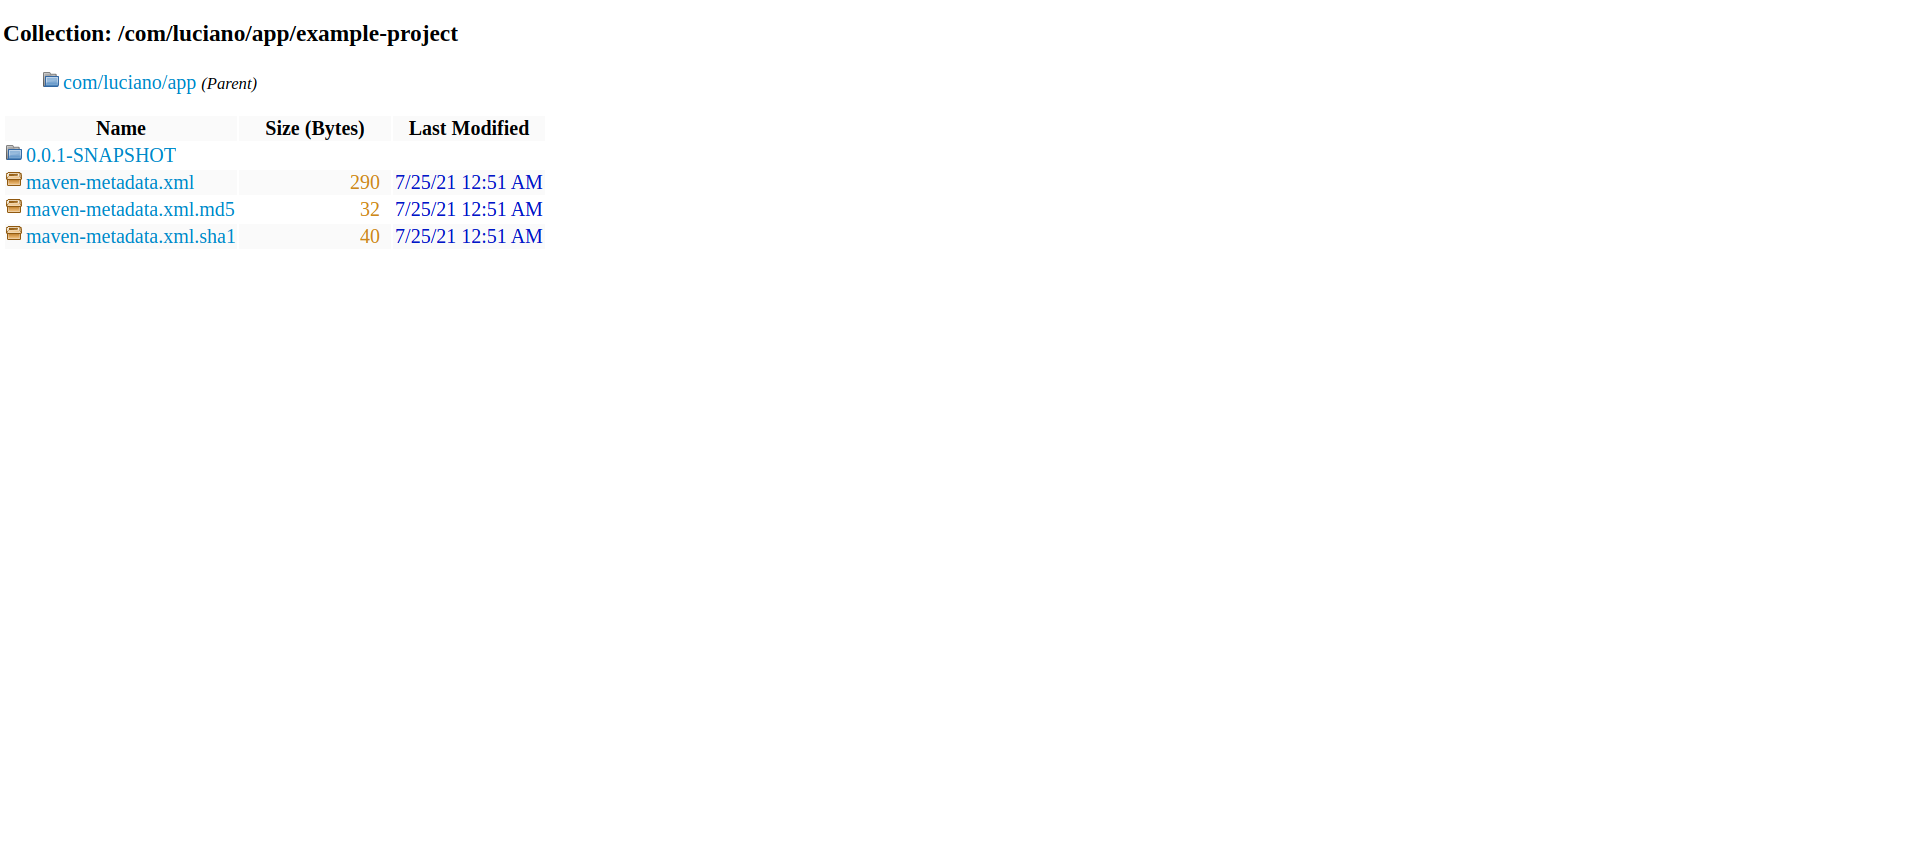 Collection: /com/luciano/app/example-project
com/luciano/app (Parent)
Name Size (Bytes) Last Modified
0.0.1-SNAPSHOT
maven-metadata.xml 290 7/25/21 12:51 AM
maven-metadata.xml.md5 32 7/25/21 12:51 AM
maven-metadata.xml.sha1 40 7/25/21 12:51 AM